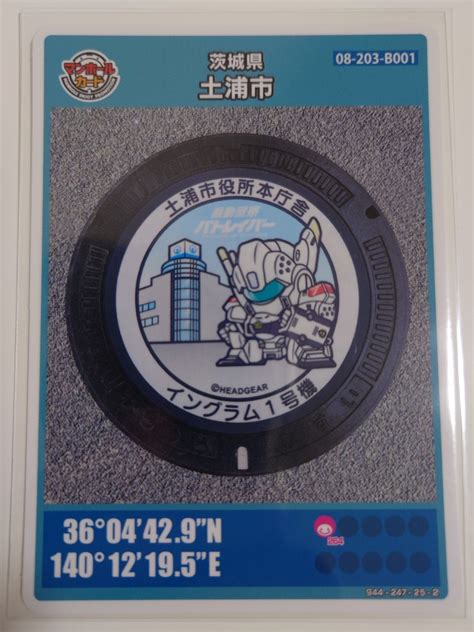 マンホール
カード
茨城県
土浦市
08-203-B001
土浦市役所本庁舎
機動警察
パトレイバー
©HEADGEAR
イングラム1号機
36°04'42.9"N
140°12'19.5"E
264
944-247-25-2